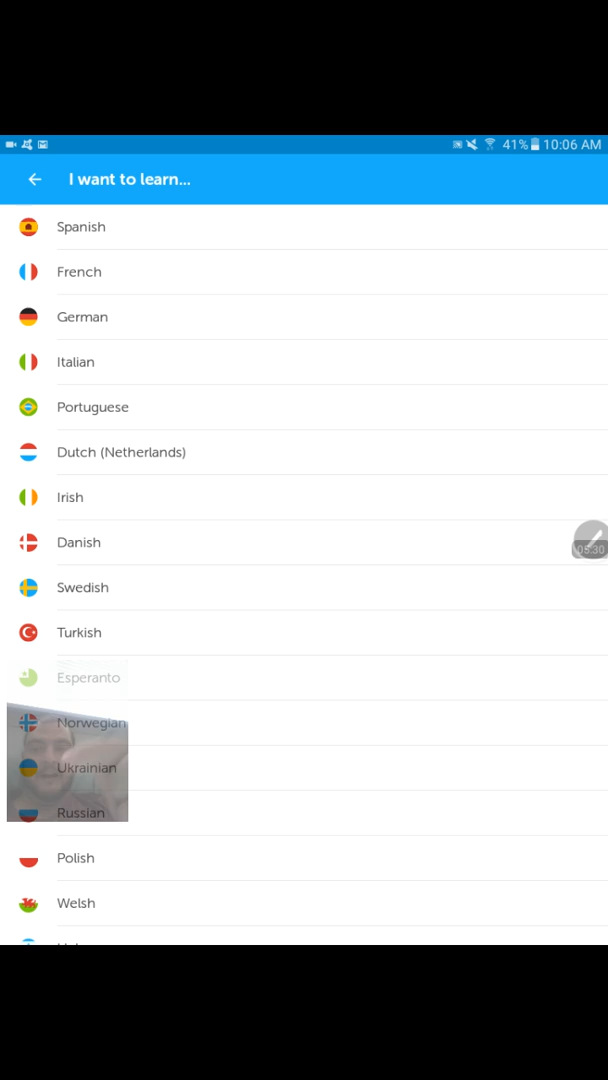 41% 10:06 AM
I want to learn...
Spanish
French
German
Italian
Portuguese
Dutch (Netherlands)
Irish
Danish
05:30
Swedish
Turkish
Esperanto
Norwegian
Ukrainian
Russian
Polish
Welsh